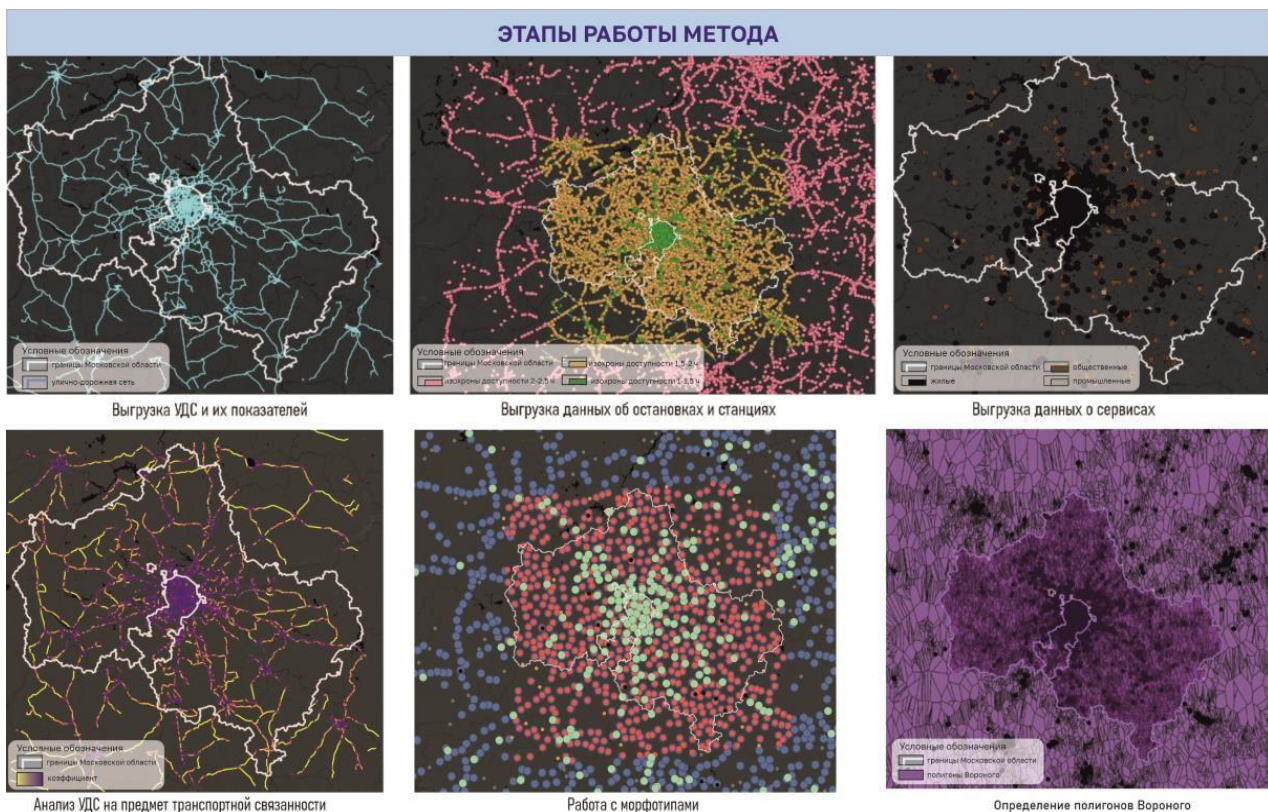 ЭТАПЫ РАБОТЫ МЕТОДА
Условные обозначения
границы Московской области
улично-дорожная сеть
Выгрузка УДС и их показателей
Условные обозначения
границы Московской области
изохроны доступности 1,5-2 ч
изохроны доступности 2-2,5 ч
изохроны доступности 1-1,5 ч
Выгрузка данных об остановках и станциях
Условные обозначения
границы Московской области
общественные
жилые
промышленные
Выгрузка данных о сервисах
Условные обозначения
границы Московской области
коэффициент
Анализ УДС на предмет транспортной связанности
Работа с морфотипами
Условные обозначения
границы Московской области
полигоны Вороного
Определение полигонов Вороного